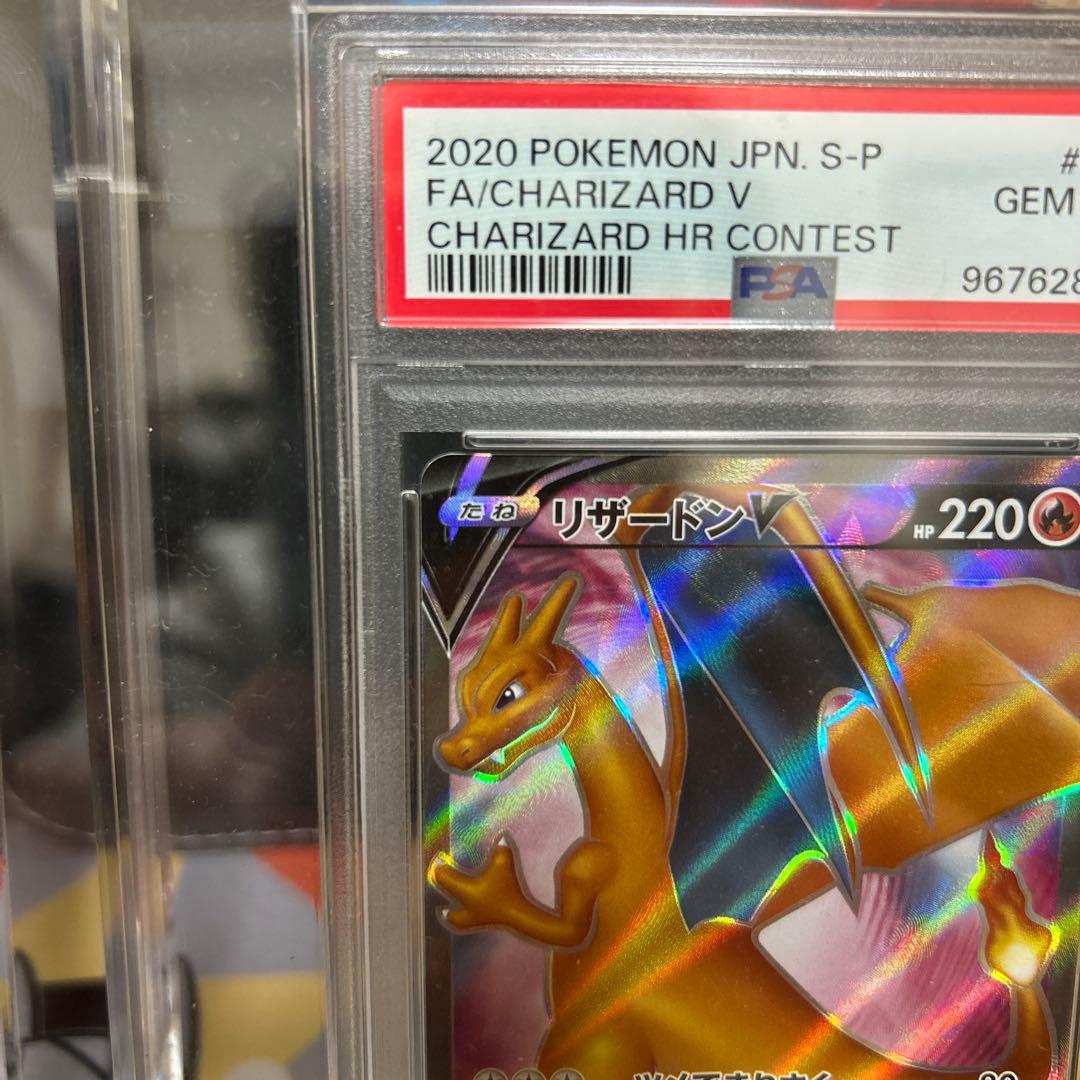 2020 POKEMON JPN. S-P #
FA/CHARIZARD V GEM
CHARIZARD HR CONTEST
PSA 967628
たね リザードンV HP 220